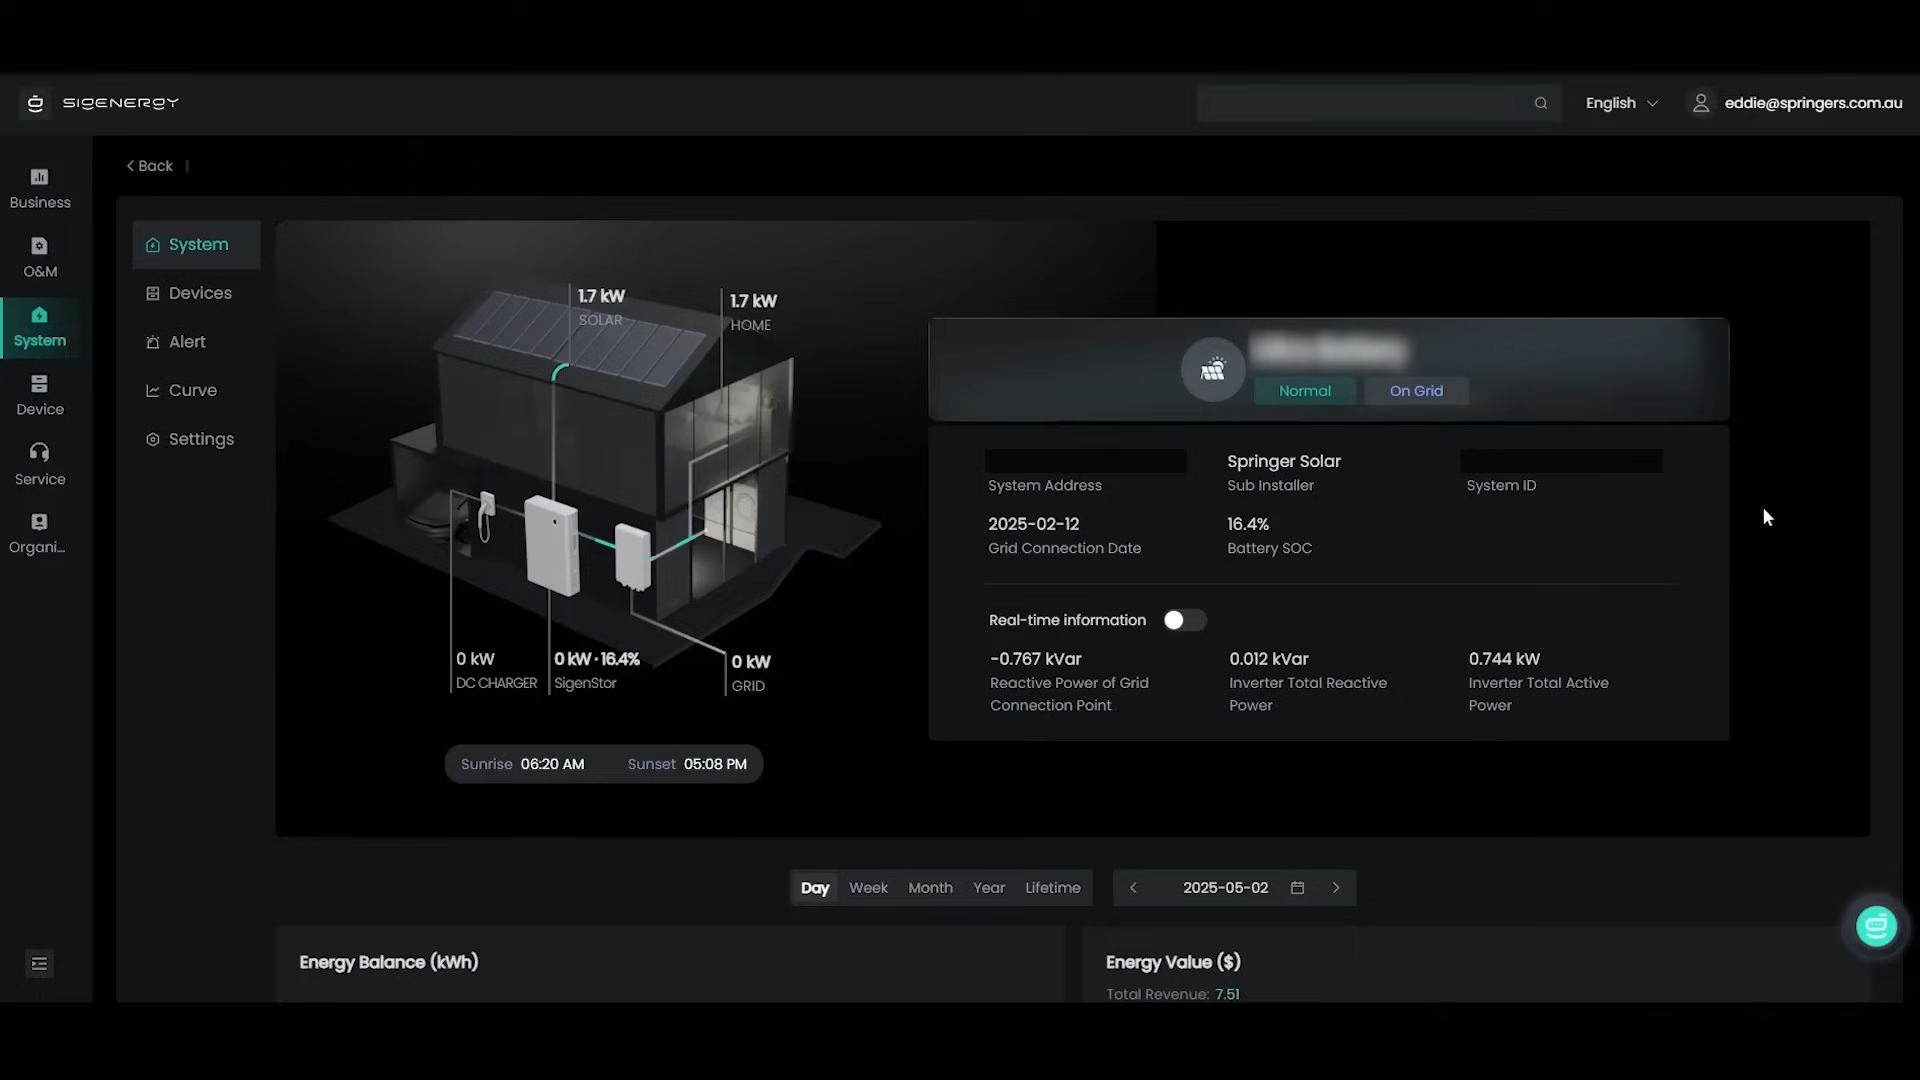 SIGENERGY
English
eddie@springers.com.au
Back
Business
O&M
System
Device
Service
Organi...
System
Devices
Alert
Curve
Settings
1.7 kW
SOLAR
1.7 kW
HOME
0 kW
DC CHARGER
0 kW · 16.4%
SigenStor
0 kW
GRID
Sunrise 06:20 AM Sunset 05:08 PM
Normal On Grid
System Address
Springer Solar
Sub Installer
System ID
2025-02-12
Grid Connection Date
16.4%
Battery SOC
Real-time information
-0.767 kVar
Reactive Power of Grid
Connection Point
0.012 kVar
Inverter Total Reactive
Power
0.744 kW
Inverter Total Active
Power
Day Week Month Year Lifetime
2025-05-02
Energy Balance (kWh)
Energy Value ($)
Total Revenue: 7.51